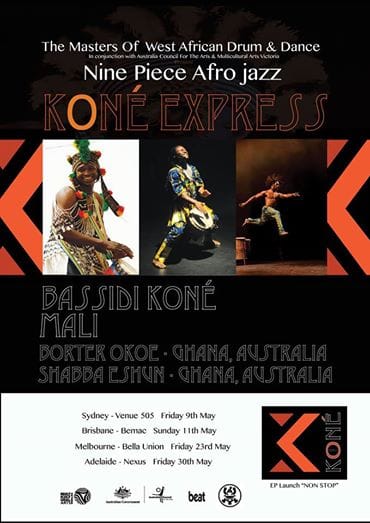 The Masters Of West African Drum & Dance
In conjunction with Australia Council For The Arts & Multicultural Arts Victoria
Nine Piece Afro jazz
KONÉ EXPRESS
BASSIDI KONÉ
MALI
BORTER OKOE - GHANA, AUSTRALIA
SHABBA ESHUN - GHANA, AUSTRALIA
Sydney - Venue 505 Friday 9th May
Brisbane - Bemac Sunday 11th May
Melbourne - Bella Union Friday 23rd May
Adelaide - Nexus Friday 30th May
KONÉ
EP Launch "NON STOP"
Australian Government
beat